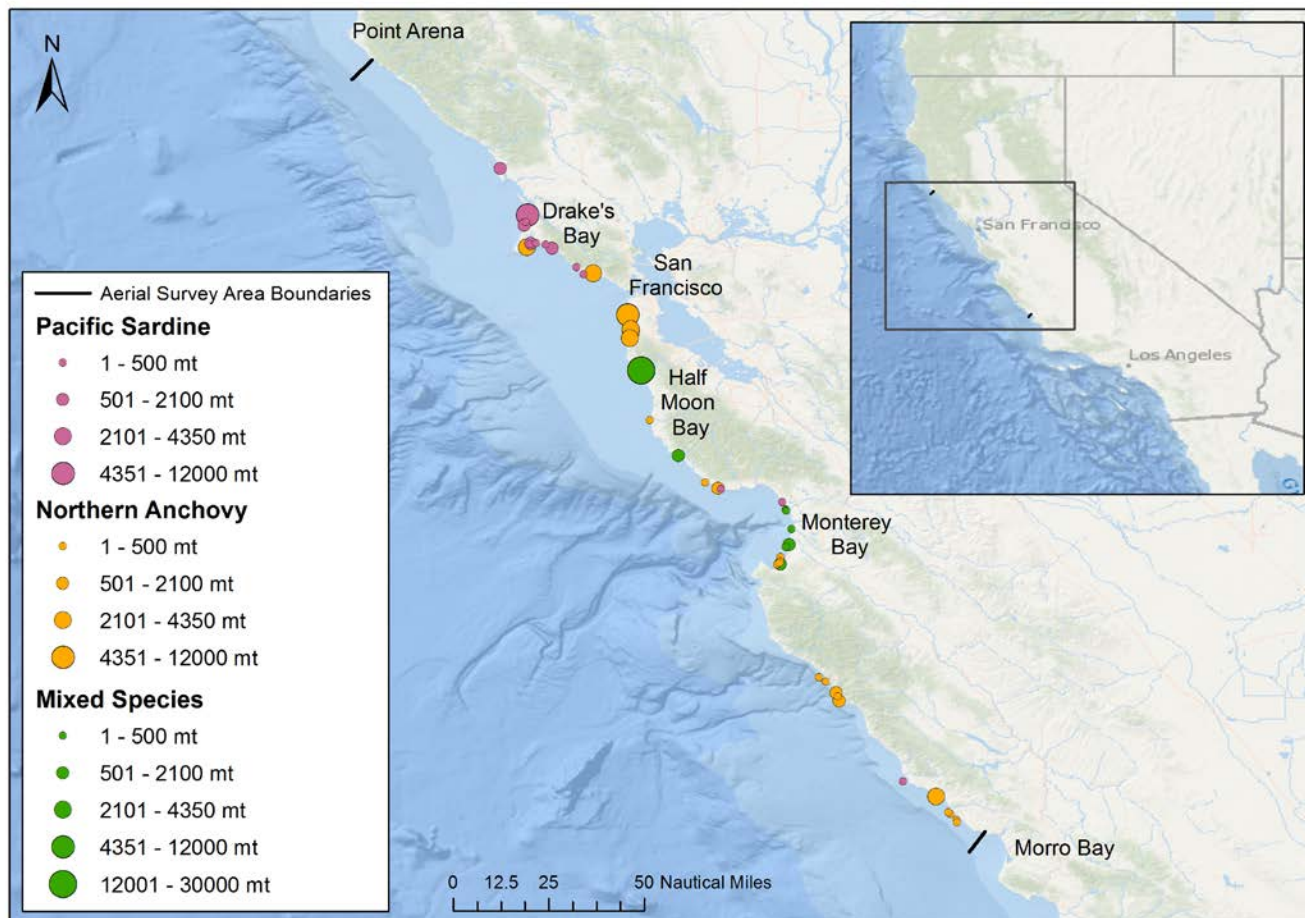 Point Arena
N
Drake's
Bay
San
Francisco
Half
Moon
Bay
Monterey
Bay
Morro Bay
San Francisco
Los Angeles
Aerial Survey Area Boundaries
Pacific Sardine
1 - 500 mt
501 - 2100 mt
2101 - 4350 mt
4351 - 12000 mt
Northern Anchovy
1 - 500 mt
501 - 2100 mt
2101 - 4350 mt
4351 - 12000 mt
Mixed Species
1 - 500 mt
501 - 2100 mt
2101 - 4350 mt
4351 - 12000 mt
12001 - 30000 mt
0 12.5 25 50 Nautical Miles